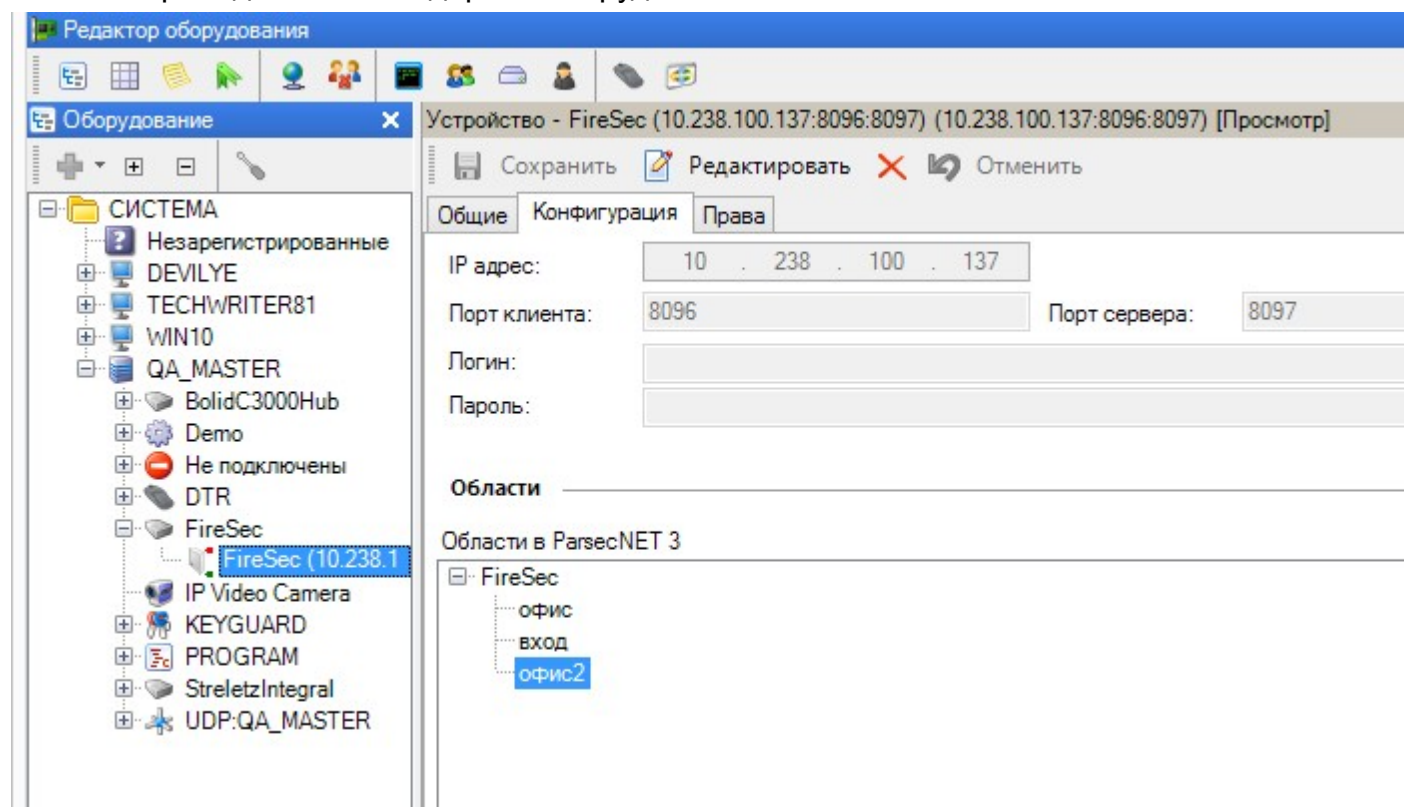 Редактор оборудования
Оборудование
СИСТЕМА
Незарегистрированные
DEVILYE
TECHWRITER81
WIN10
QA_MASTER
BolidC3000Hub
Demo
Не подключены
DTR
FireSec
FireSec (10.238.1
IP Video Camera
KEYGUARD
PROGRAM
StreletzIntegral
UDP:QA_MASTER
Устройство - FireSec (10.238.100.137:8096:8097) (10.238.100.137:8096:8097) [Просмотр]
Сохранить Редактировать Отменить
Общие Конфигурация Права
IP адрес: 10 . 238 . 100 . 137
Порт клиента: 8096 Порт сервера: 8097
Логин:
Пароль:
Области
Области в ParsecNET 3
FireSec
офис
вход
офис2